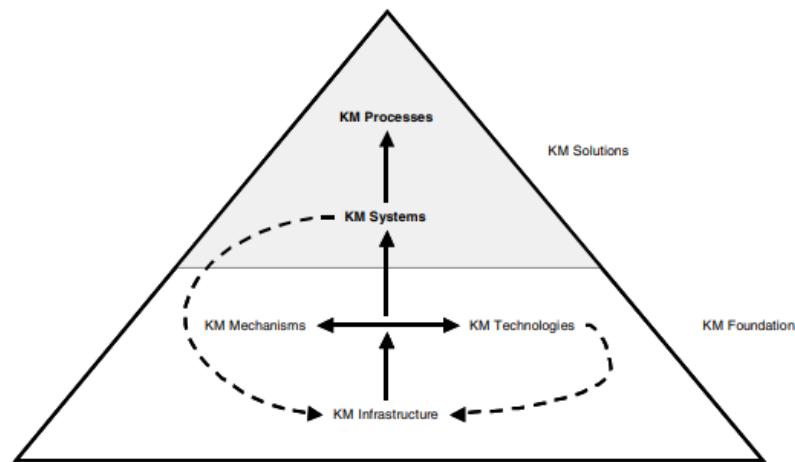 KM Processes
KM Solutions
KM Systems
KM Mechanisms
KM Technologies
KM Foundation
KM Infrastructure